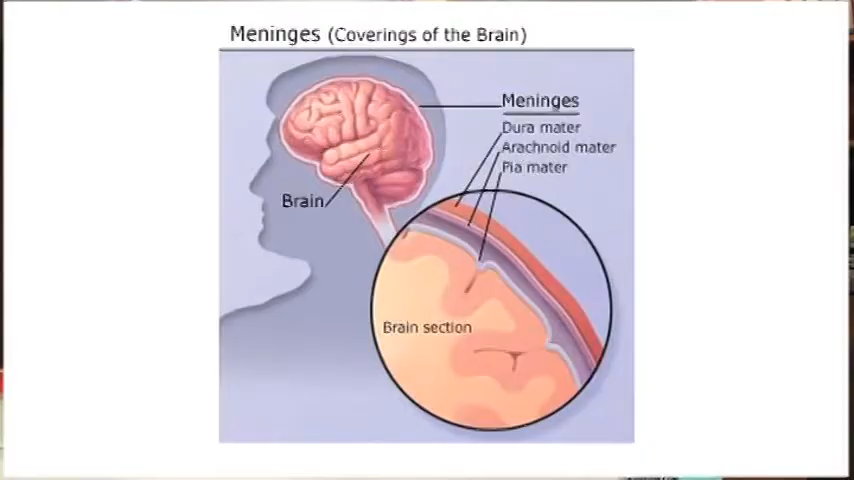 Meninges (Coverings of the Brain)
Meninges
Dura mater
Arachnoid mater
Pia mater
Brain
Brain section